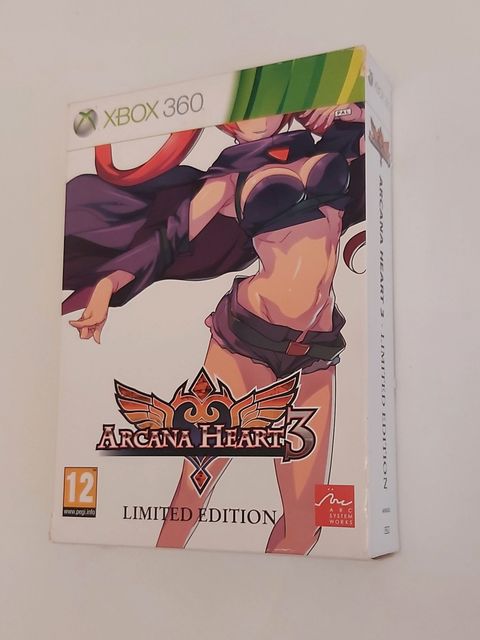 XBOX 360
PAL
ARCANA HEART 3
LIMITED EDITION
12
www.pegi.info
ARC
SYSTEM
WORKS
ARCANA HEART 3 - LIMITED EDITION